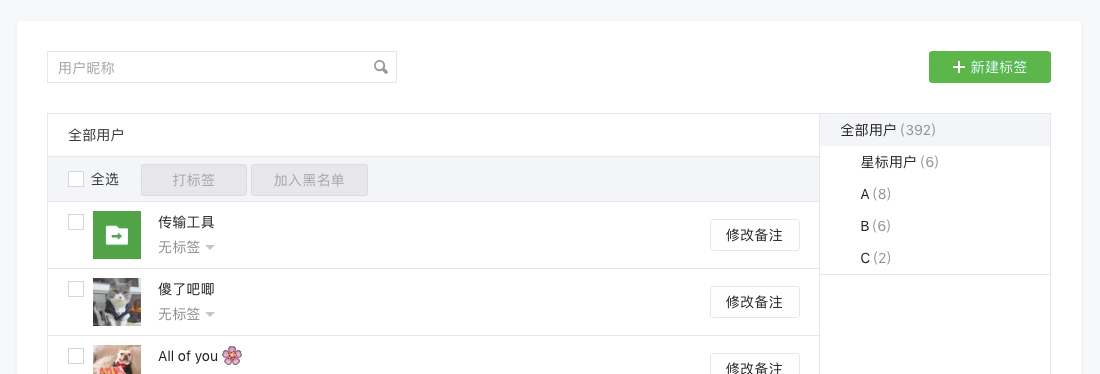 用户昵称
新建标签
全部用户
全选 打标签 加入黑名单
传输工具
无标签
修改备注
傻了吧唧
无标签
修改备注
All of you 🌸
修改备注
全部用户 (392)
星标用户 (6)
A (8)
B (6)
C (2)